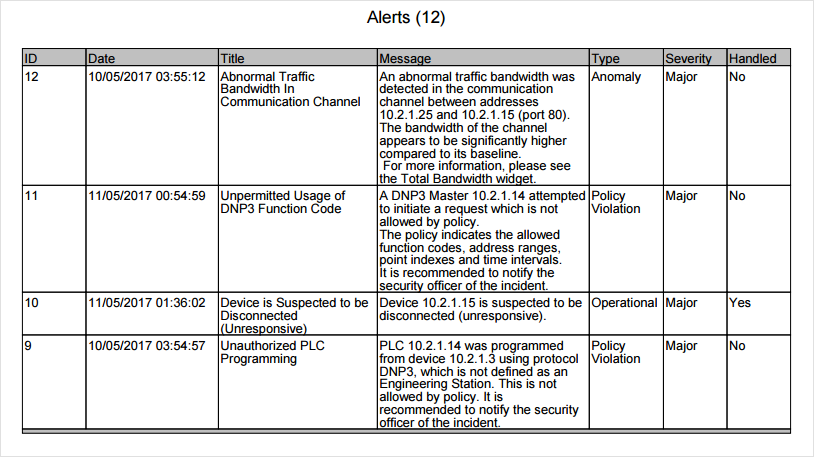 Alerts (12)
ID Date Title Message Type Severity Handled
12 10/05/2017 03:55:12 Abnormal Traffic An abnormal traffic bandwidth was Anomaly Major No
Bandwidth In detected in the communication
Communication Channel channel between addresses
10.2.1.25 and 10.2.1.15 (port 80).
The bandwidth of the channel
appears to be significantly higher
compared to its baseline.
For more information, please see
the Total Bandwidth widget.
11 11/05/2017 00:54:59 Unpermitted Usage of A DNP3 Master 10.2.1.14 attempted Policy Major No
DNP3 Function Code to initiate a request which is not Violation
allowed by policy.
The policy indicates the allowed
function codes, address ranges,
point indexes and time intervals.
It is recommended to notify the
security officer of the incident.
10 11/05/2017 01:36:02 Device is Suspected to be Device 10.2.1.15 is suspected to be Operational Major Yes
Disconnected disconnected (unresponsive).
(Unresponsive)
9 10/05/2017 03:54:57 Unauthorized PLC PLC 10.2.1.14 was programmed Policy Major No
Programming from device 10.2.1.3 using protocol Violation
DNP3, which is not defined as an
Engineering Station. This is not
allowed by policy. It is
recommended to notify the security
officer of the incident.